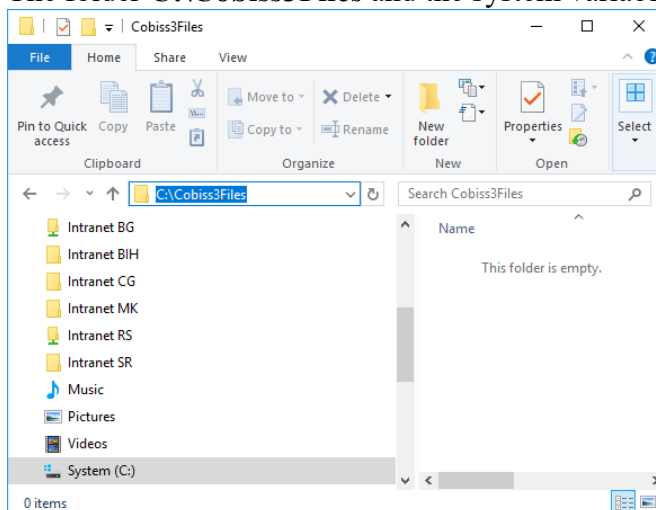 Cobiss3Files
File Home Share View
Pin to Quick access
Copy
Paste
Move to
Copy to
Delete
Rename
New folder
Properties
Select
Clipboard Organize New Open
C:\Cobiss3Files
Search Cobiss3Files
Intranet BG
Intranet BIH
Intranet CG
Intranet MK
Intranet RS
Intranet SR
Music
Pictures
Videos
System (C:)
Name
This folder is empty.
0 items